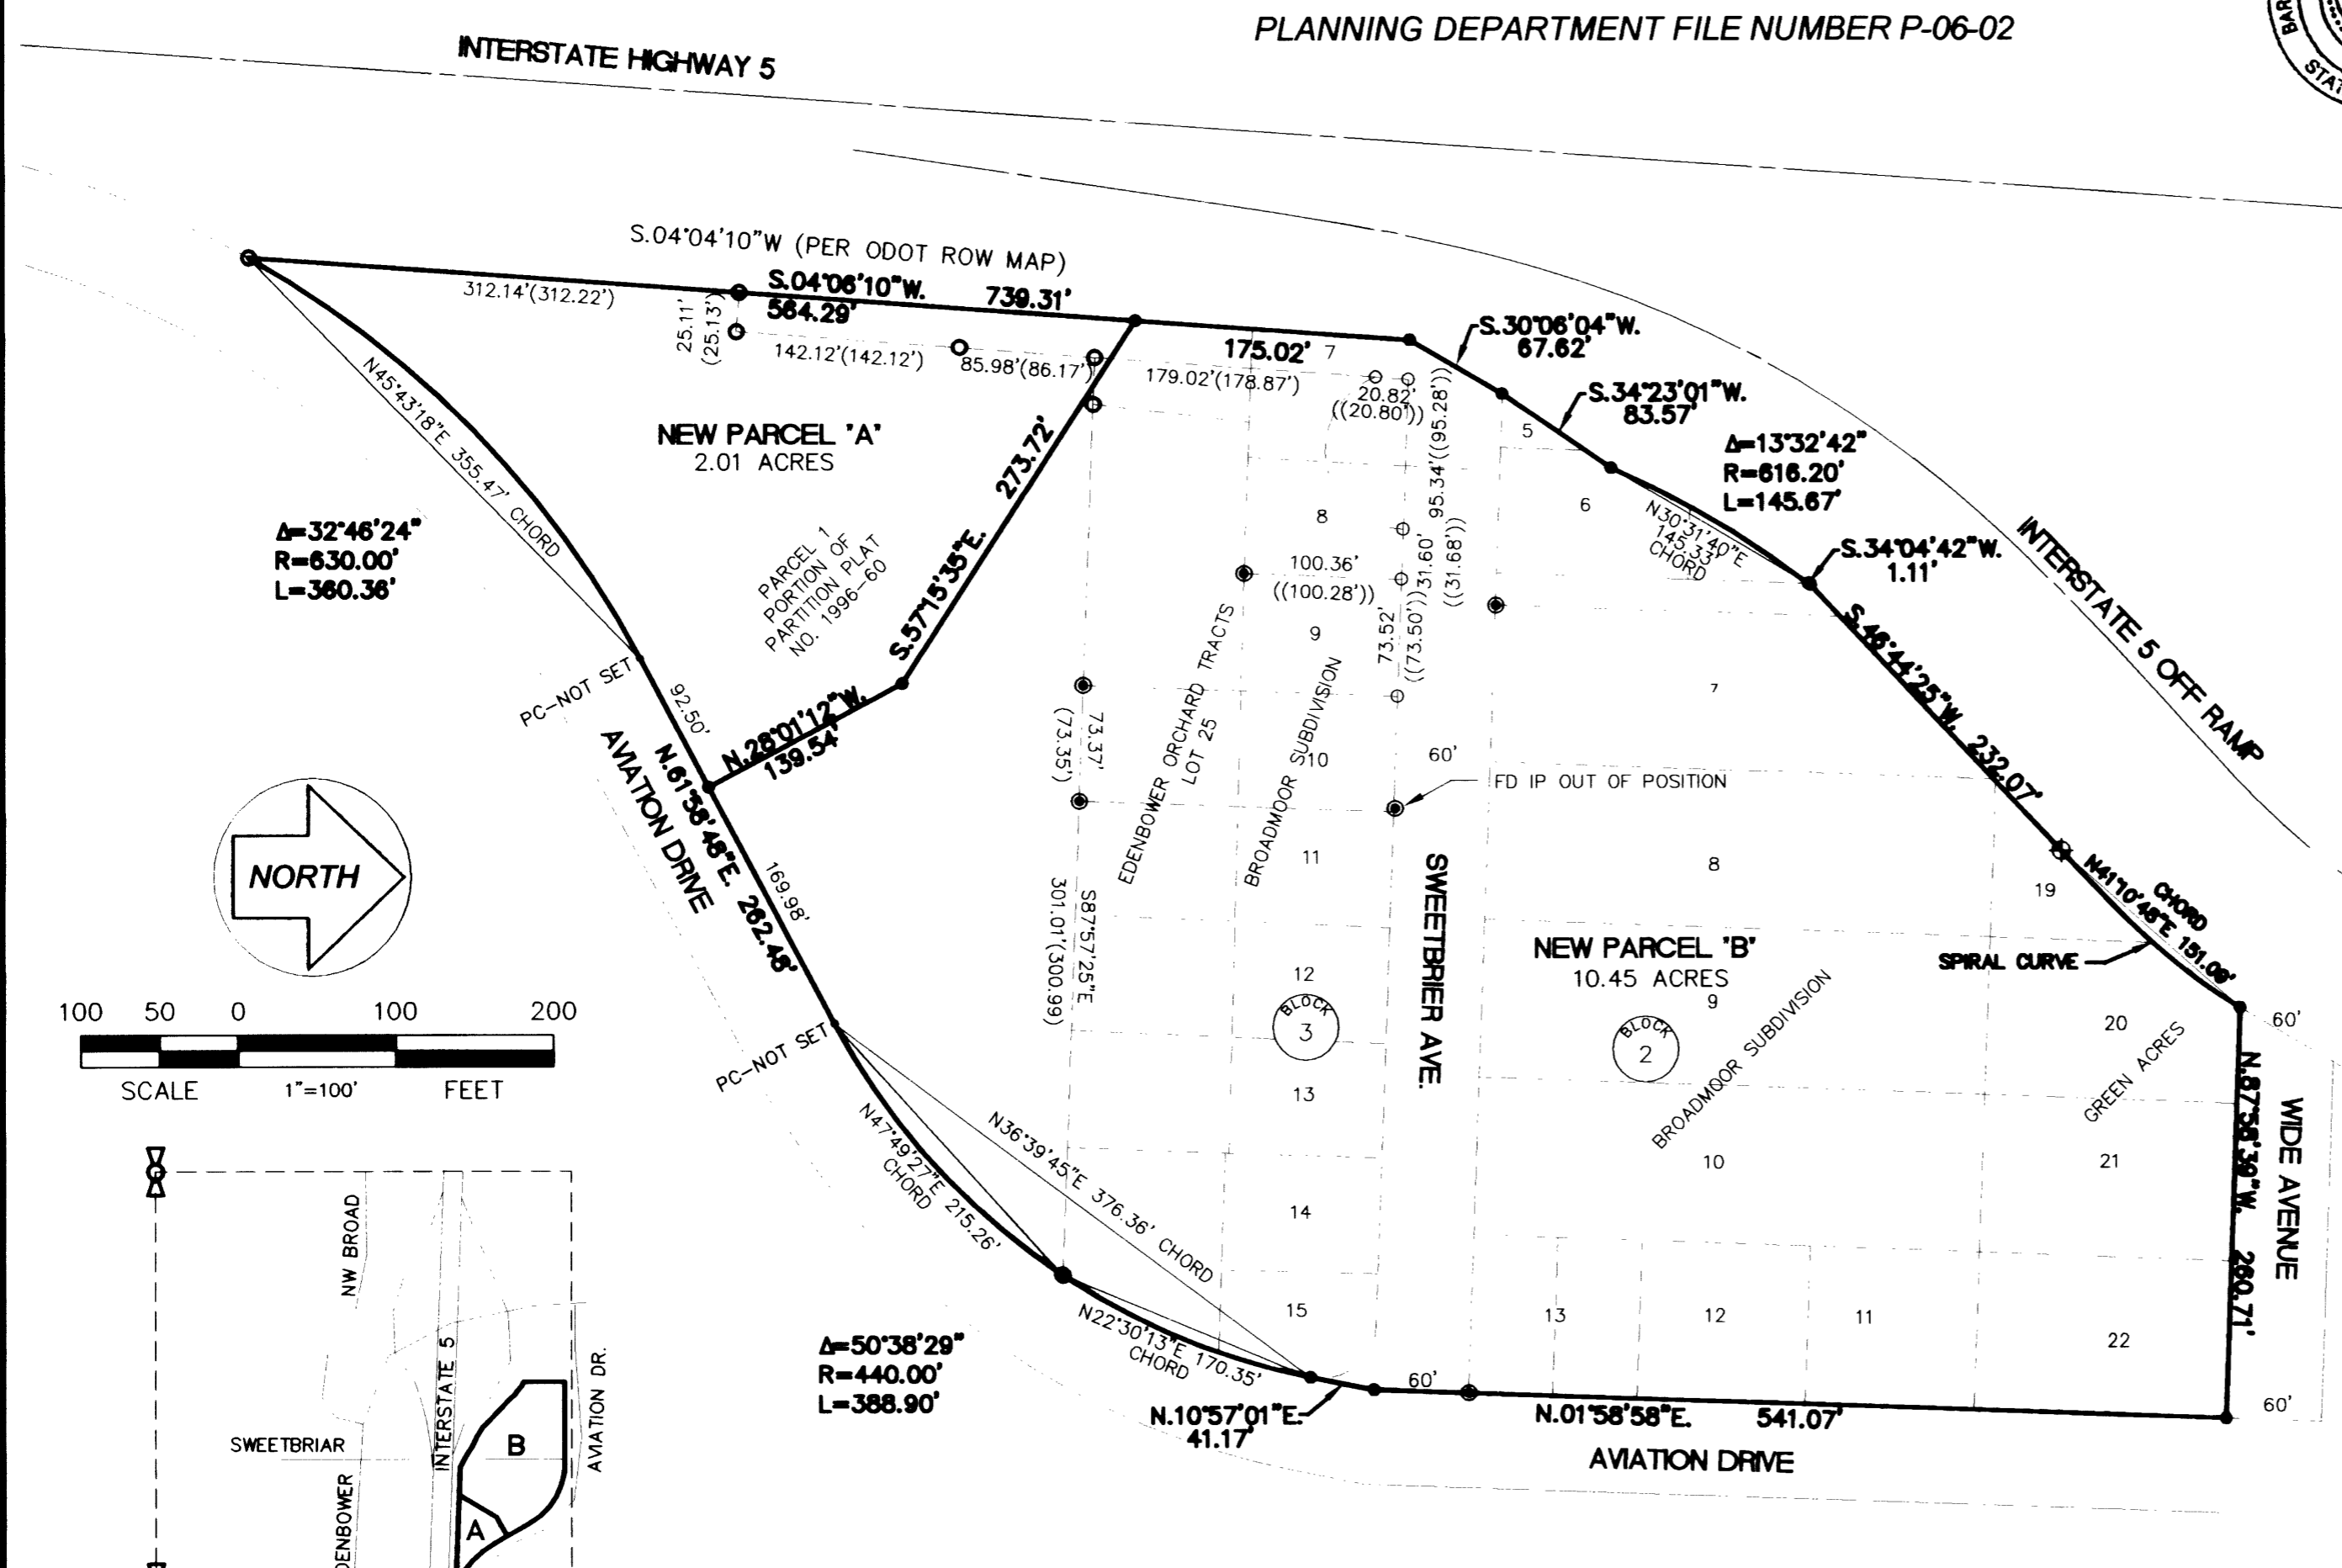 PLANNING DEPARTMENT FILE NUMBER P-06-02
INTERSTATE HIGHWAY 5
S.04°04'10"W (PER ODOT ROW MAP)
S.04°06'10"W. 739.31'
564.29'
312.14'(312.22')
25.11'
(25.13')
142.12'(142.12')
85.98'(86.17')
175.02'
7
179.02'(178.87')
20.82'
((20.80'))
95.34'((95.28'))
S.30°06'04"W.
67.62'
S.34°23'01"W.
83.57'
5
6
Δ=13°32'42"
R=616.20'
L=145.67'
N30°31'40"E
145.33'
CHORD
S.34°04'42"W.
1.11'
INTERSTATE 5 OFF RAMP
S.46°44'25"W. 232.07'
N45°43'18"E 355.47' CHORD
NEW PARCEL 'A'
2.01 ACRES
273.72'
S.57°15'35"E.
Δ=32°46'24"
R=630.00'
L=360.36'
PARCEL 1
PORTION OF
PARTITION PLAT
NO. 1996-60
8
100.36'
((100.28'))
31.60'
((31.68'))
73.52'
((73.50'))
9
7
PC-NOT SET
92.50'
N.28°01'12"W.
139.54'
AVIATION DRIVE
N.61°58'48"E. 262.48'
169.98'
73.37'
(73.35')
EDENBOWER ORCHARD TRACTS
LOT 25
BROADMOOR SUBDIVISION
10
60'
FD IP OUT OF POSITION
11
8
19
CHORD
N41°10'48"E 151.09'
SPIRAL CURVE
NORTH
100 50 0 100 200
SCALE 1"=100' FEET
S87°57'25"E
301.01'(300.99')
SWEETBRIER AVE.
NEW PARCEL 'B'
10.45 ACRES
9
12
BLOCK
3
BLOCK
2
BROADMOOR SUBDIVISION
20
60'
GREEN ACRES
N.87°58'39"W. 260.71'
WIDE AVENUE
PC-NOT SET
13
10
21
N47°49'27"E 215.26'
CHORD
N36°39'45"E 376.36' CHORD
14
15
13
12
11
22
N22°30'13"E 170.35'
CHORD
Δ=50°38'29"
R=440.00'
L=388.90'
N.10°57'01"E.
41.17'
60'
N.01°58'58"E. 541.07'
60'
AVIATION DRIVE
NW BROAD
INTERSTATE 5
SWEETBRIAR
B
AVIATION DR.
A